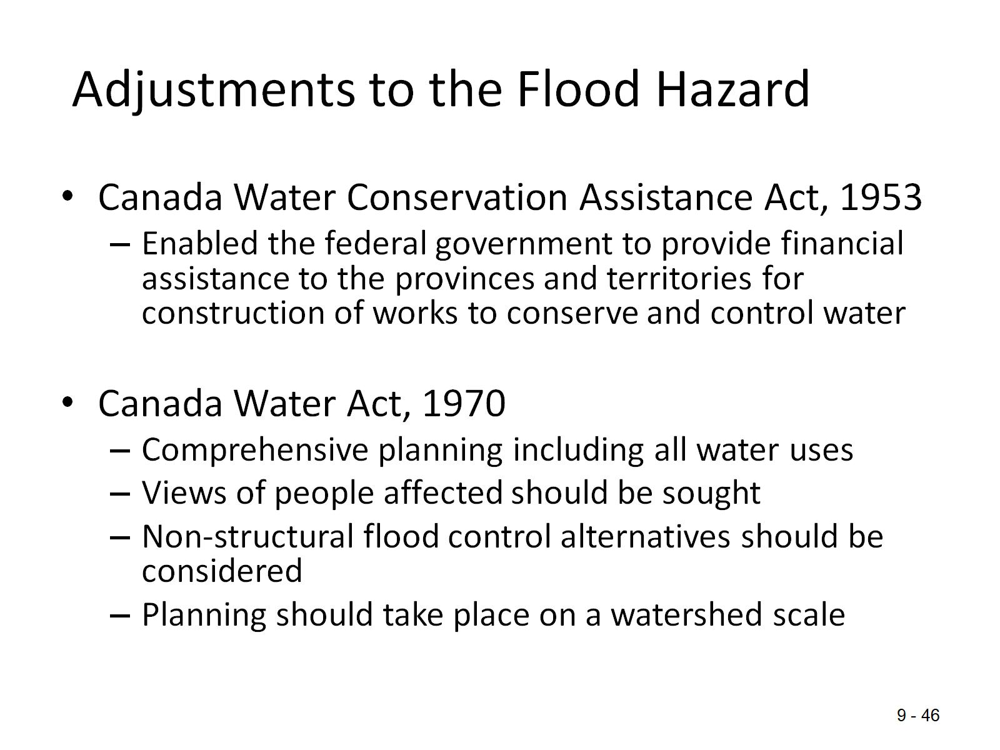 Adjustments to the Flood Hazard
• Canada Water Conservation Assistance Act, 1953
– Enabled the federal government to provide financial
assistance to the provinces and territories for
construction of works to conserve and control water
• Canada Water Act, 1970
– Comprehensive planning including all water uses
– Views of people affected should be sought
– Non-structural flood control alternatives should be
considered
– Planning should take place on a watershed scale
9 - 46